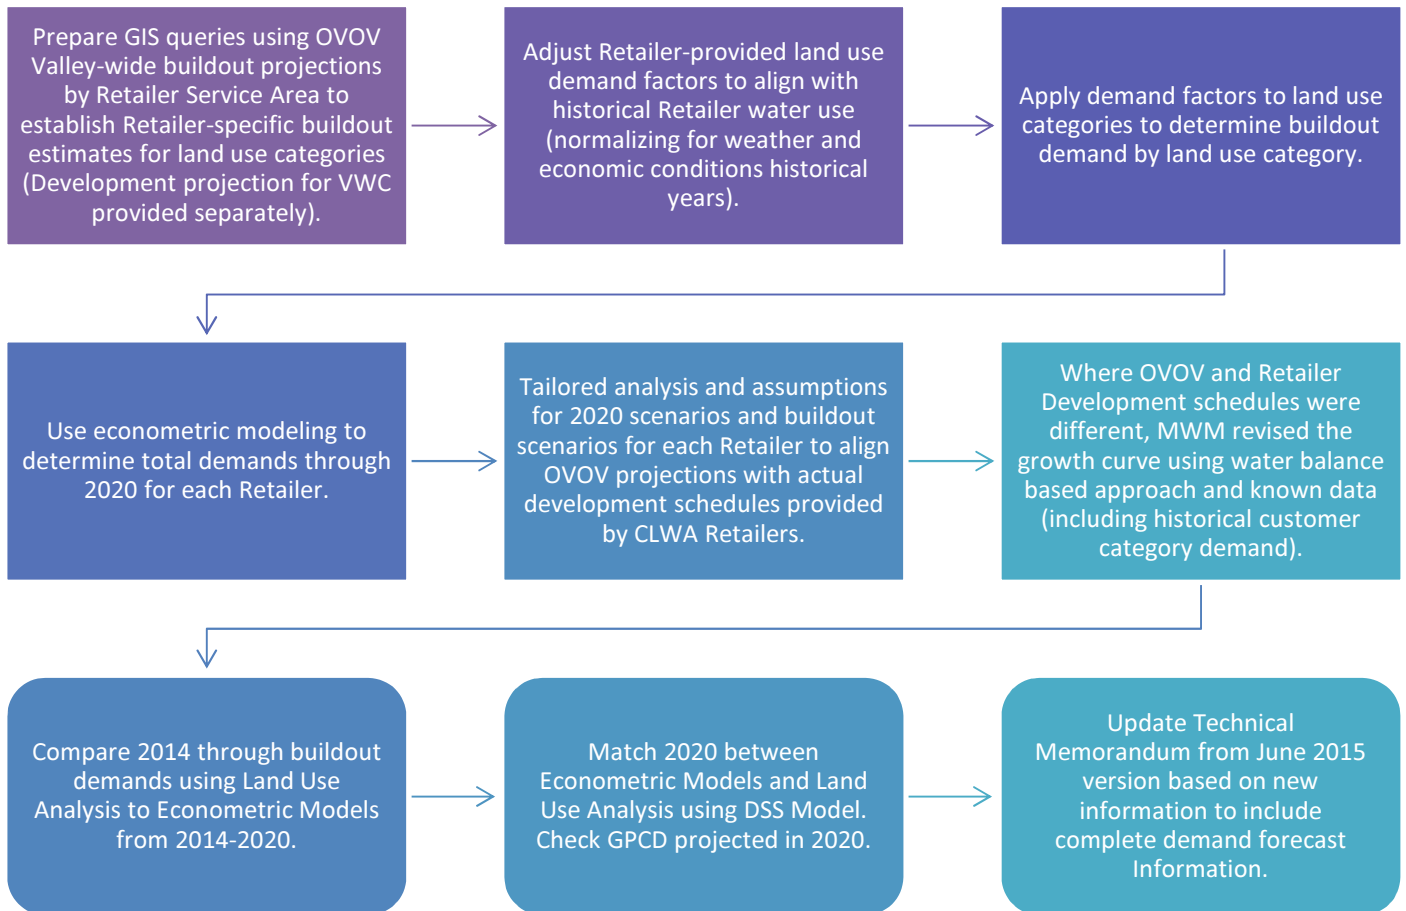 Prepare GIS queries using OVOV
Valley-wide buildout projections
by Retailer Service Area to
establish Retailer-specific buildout
estimates for land use categories
(Development projection for VWC
provided separately).
Adjust Retailer-provided land use
demand factors to align with
historical Retailer water use
(normalizing for weather and
economic conditions historical
years).
Apply demand factors to land use
categories to determine buildout
demand by land use category.
Use econometric modeling to
determine total demands through
2020 for each Retailer.
Tailored analysis and assumptions
for 2020 scenarios and buildout
scenarios for each Retailer to align
OVOV projections with actual
development schedules provided
by CLWA Retailers.
Where OVOV and Retailer
Development schedules were
different, MWM revised the
growth curve using water balance
based approach and known data
(including historical customer
category demand).
Compare 2014 through buildout
demands using Land Use
Analysis to Econometric Models
from 2014-2020.
Match 2020 between
Econometric Models and Land
Use Analysis using DSS Model.
Check GPCD projected in 2020.
Update Technical
Memorandum from June 2015
version based on new
information to include
complete demand forecast
Information.